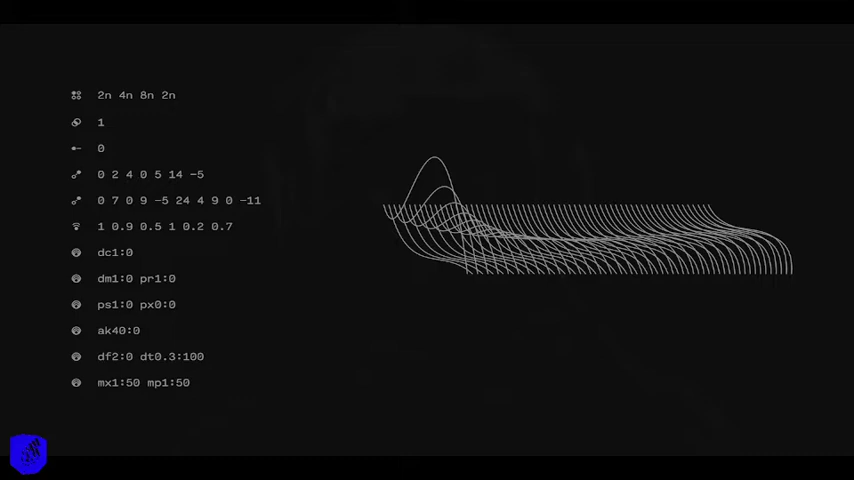 2n 4n 8n 2n
1
0
0 2 4 0 5 14 -5
0 7 0 9 -5 24 4 9 0 -11
1 0.9 0.5 1 0.2 0.7
dc1:0
dm1:0 pr1:0
ps1:0 px0:0
ak40:0
df2:0 dt0.3:100
mx1:50 mp1:50